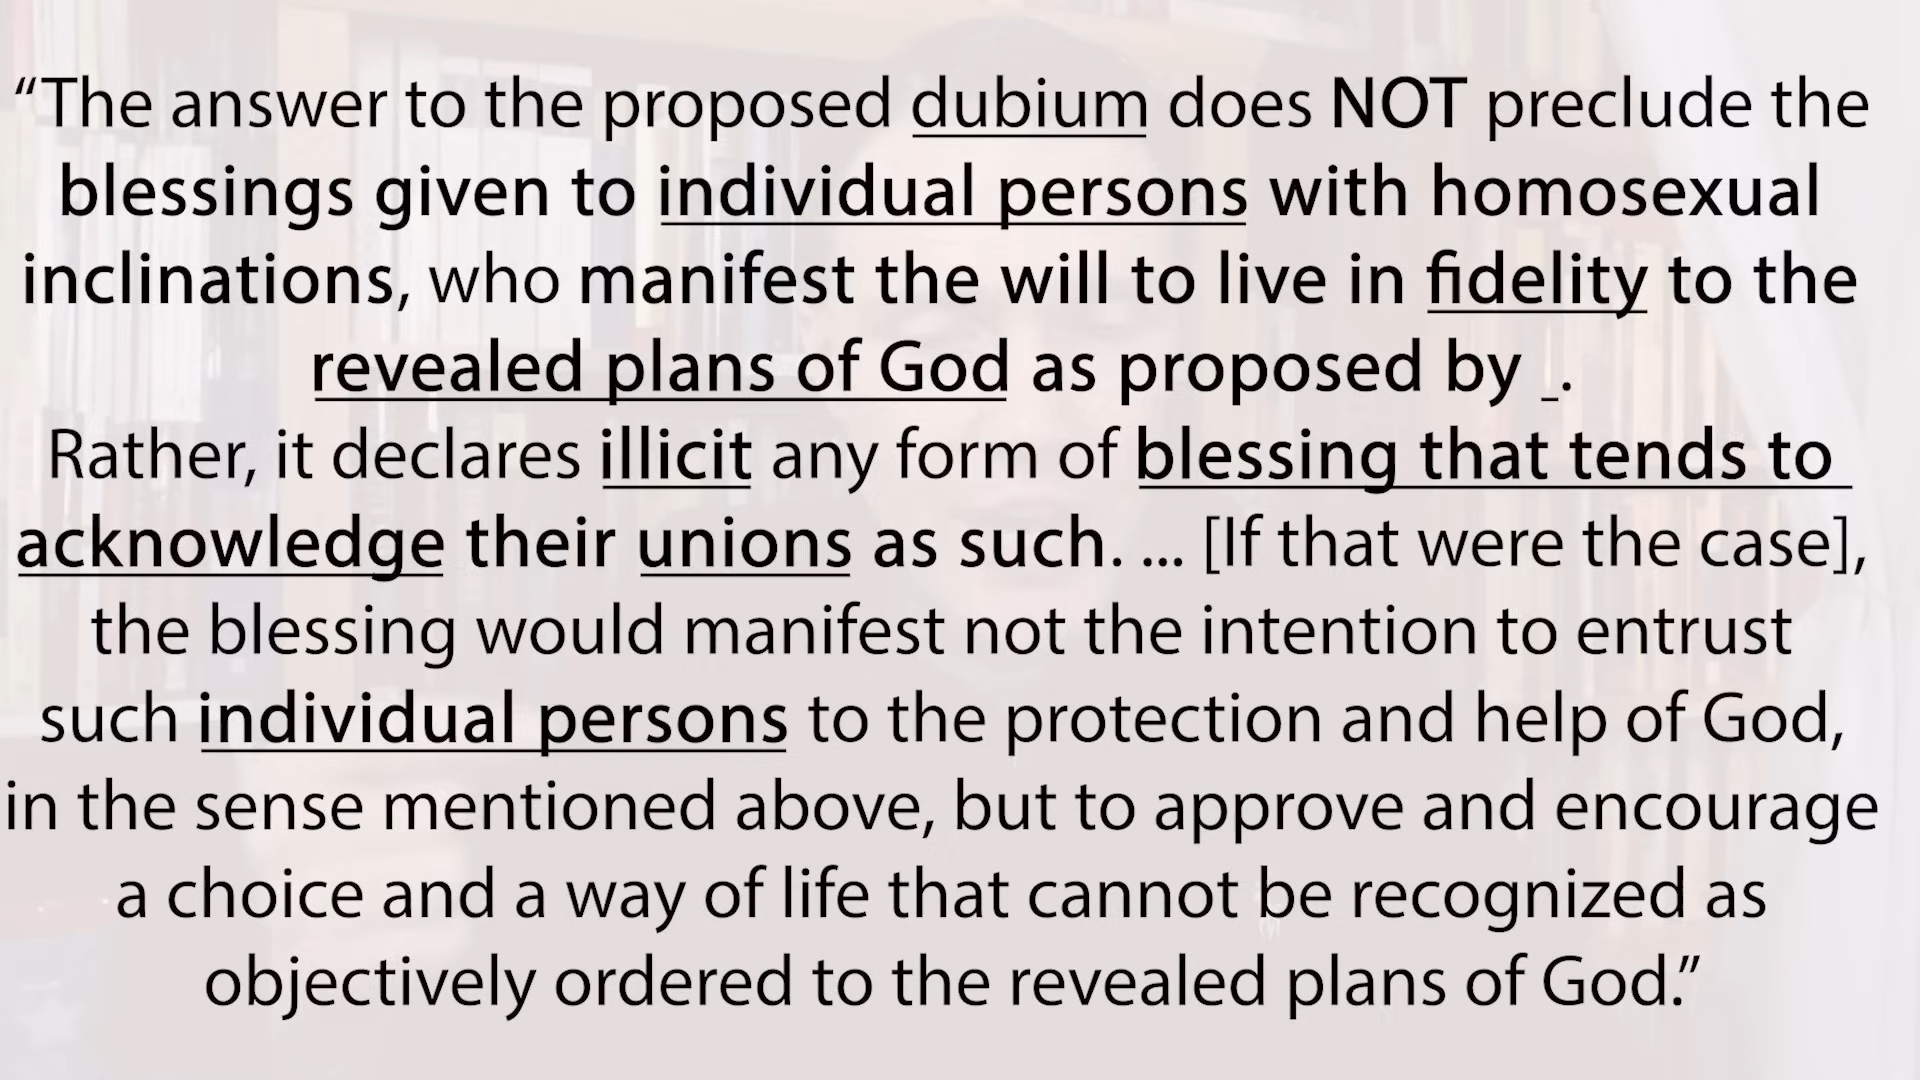 “The answer to the proposed dubium does NOT preclude the
blessings given to individual persons with homosexual
inclinations, who manifest the will to live in fidelity to the
revealed plans of God as proposed by _.
Rather, it declares illicit any form of blessing that tends to
acknowledge their unions as such. ... [If that were the case],
the blessing would manifest not the intention to entrust
such individual persons to the protection and help of God,
in the sense mentioned above, but to approve and encourage
a choice and a way of life that cannot be recognized as
objectively ordered to the revealed plans of God.”